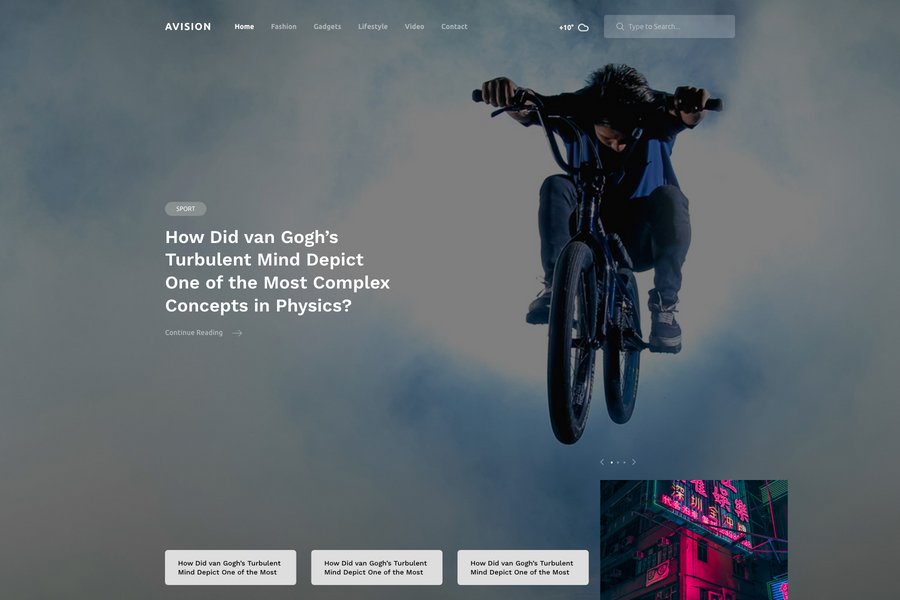 AVISION
Home
Fashion
Gadgets
Lifestyle
Video
Contact
+10°
Type to Search...
SPORT
How Did van Gogh’s
Turbulent Mind Depict
One of the Most Complex
Concepts in Physics?
Continue Reading
How Did van Gogh’s Turbulent
Mind Depict One of the Most
How Did van Gogh’s Turbulent
Mind Depict One of the Most
How Did van Gogh’s Turbulent
Mind Depict One of the Most
深圳